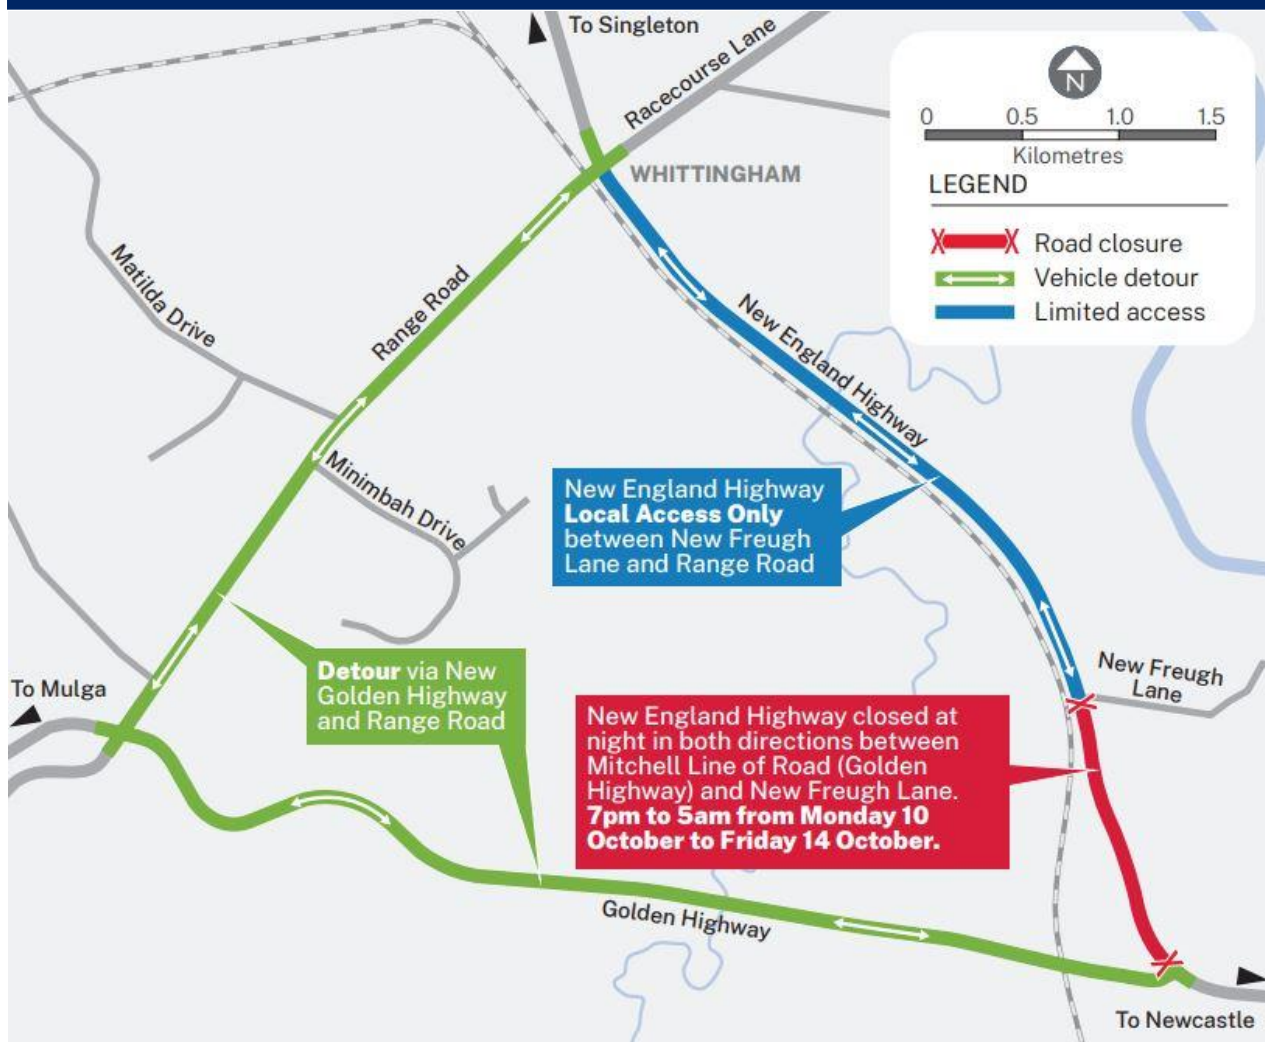 To Singleton
Racecourse Lane
WHITTINGHAM
N
0 0.5 1.0 1.5
Kilometres
LEGEND
Road closure
Vehicle detour
Limited access
Matilda Drive
Range Road
New England Highway
Minimbah Drive
New England Highway
Local Access Only
between New Freugh
Lane and Range Road
To Mulga
Detour via New
Golden Highway
and Range Road
New Freugh
Lane
New England Highway closed at
night in both directions between
Mitchell Line of Road (Golden
Highway) and New Freugh Lane.
7pm to 5am from Monday 10
October to Friday 14 October.
Golden Highway
To Newcastle